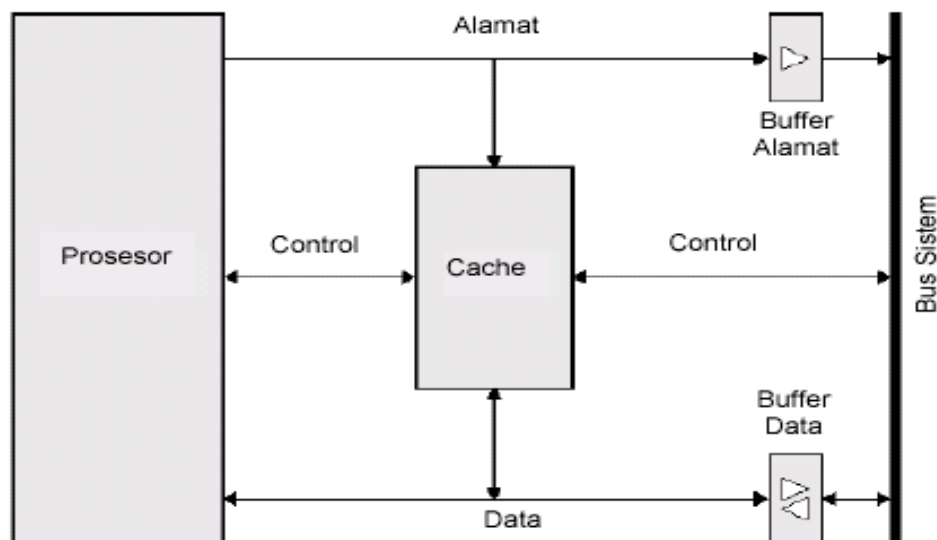 Alamat
Buffer
Alamat
Prosesor
Control
Cache
Control
Bus Sistem
Buffer
Data
Data